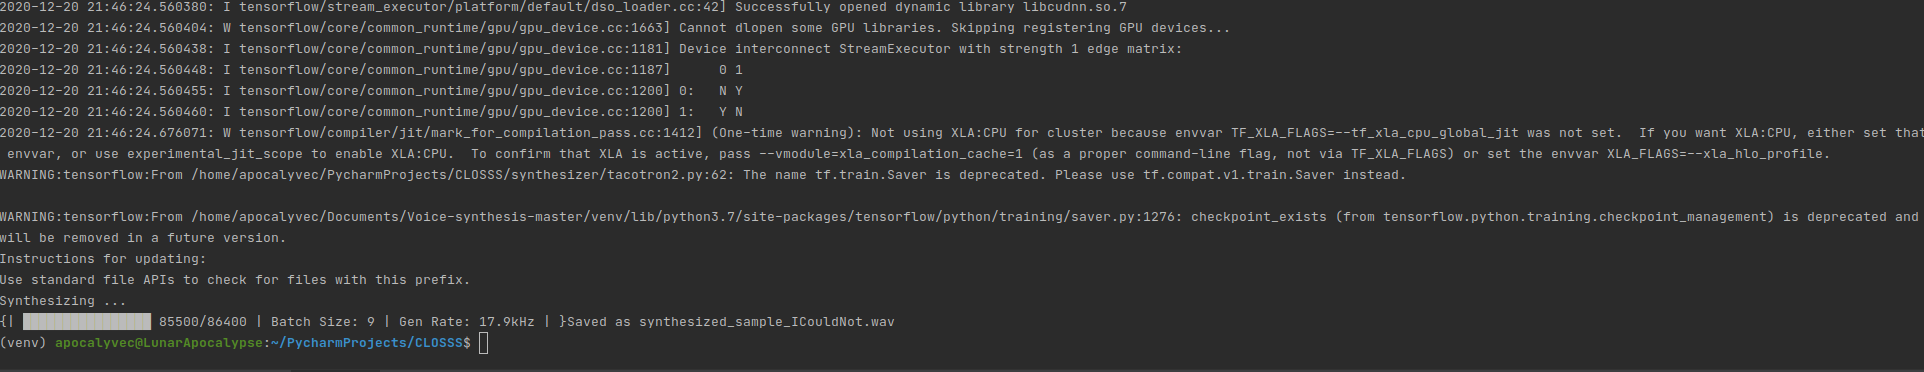 2020-12-20 21:46:24.560380: I tensorflow/stream_executor/platform/default/dso_loader.cc:42] Successfully opened dynamic library libcudnn.so.7
2020-12-20 21:46:24.560404: W tensorflow/core/common_runtime/gpu/gpu_device.cc:1663] Cannot dlopen some GPU libraries. Skipping registering GPU devices...
2020-12-20 21:46:24.560438: I tensorflow/core/common_runtime/gpu/gpu_device.cc:1181] Device interconnect StreamExecutor with strength 1 edge matrix:
2020-12-20 21:46:24.560448: I tensorflow/core/common_runtime/gpu/gpu_device.cc:1187]      0 1
2020-12-20 21:46:24.560455: I tensorflow/core/common_runtime/gpu/gpu_device.cc:1200] 0:   N Y
2020-12-20 21:46:24.560460: I tensorflow/core/common_runtime/gpu/gpu_device.cc:1200] 1:   Y N
2020-12-20 21:46:24.676071: W tensorflow/compiler/jit/mark_for_compilation_pass.cc:1412] (One-time warning): Not using XLA:CPU for cluster because envvar TF_XLA_FLAGS=--tf_xla_cpu_global_jit was not set.  If you want XLA:CPU, either set that
 envvar, or use experimental_jit_scope to enable XLA:CPU.  To confirm that XLA is active, pass --vmodule=xla_compilation_cache=1 (as a proper command-line flag, not via TF_XLA_FLAGS) or set the envvar XLA_FLAGS=--xla_hlo_profile.
WARNING:tensorflow:From /home/apocalyvec/PycharmProjects/CLOSSS/synthesizer/tacotron2.py:62: The name tf.train.Saver is deprecated. Please use tf.compat.v1.train.Saver instead.
WARNING:tensorflow:From /home/apocalyvec/Documents/Voice-synthesis-master/venv/lib/python3.7/site-packages/tensorflow/python/training/saver.py:1276: checkpoint_exists (from tensorflow.python.training.checkpoint_management) is deprecated and
will be removed in a future version.
Instructions for updating:
Use standard file APIs to check for files with this prefix.
Synthesizing ...
{| ████████████████ 85500/86400 | Batch Size: 9 | Gen Rate: 17.9kHz | }Saved as synthesized_sample_ICouldNot.wav
(venv) apocalyvec@LunarApocalypse:~/PycharmProjects/CLOSSS$